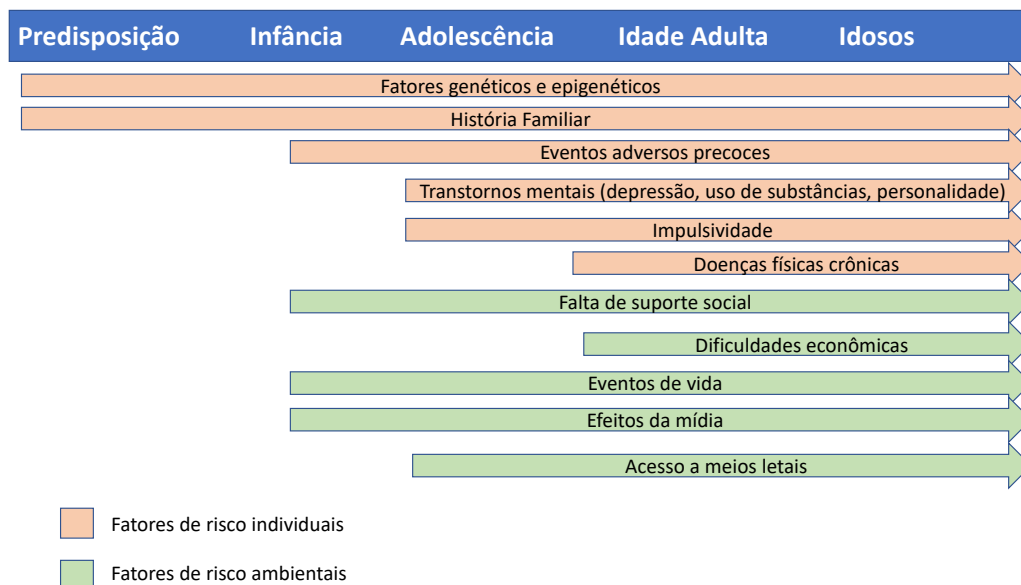 Predisposição Infância Adolescência Idade Adulta Idosos
Fatores genéticos e epigenéticos
História Familiar
Eventos adversos precoces
Transtornos mentais (depressão, uso de substâncias, personalidade)
Impulsividade
Doenças físicas crônicas
Falta de suporte social
Dificuldades econômicas
Eventos de vida
Efeitos da mídia
Acesso a meios letais
Fatores de risco individuais
Fatores de risco ambientais